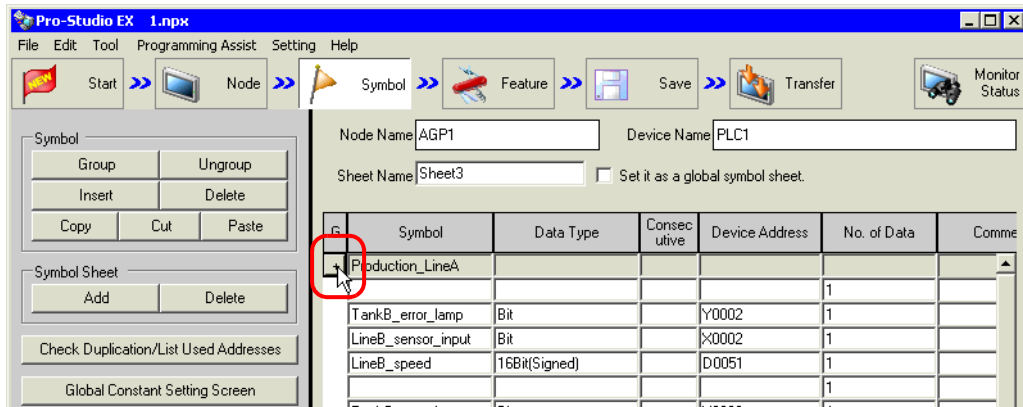 Pro-Studio EX 1.npx
File Edit Tool Programming Assist Setting Help
NEW Start Node Symbol Feature Save Transfer Monitor Status
Symbol
Group Ungroup
Insert Delete
Copy Cut Paste
Symbol Sheet
Add Delete
Check Duplication/List Used Addresses
Global Constant Setting Screen
Node Name AGP1 Device Name PLC1
Sheet Name Sheet3 Set it as a global symbol sheet.
G Symbol Data Type Consec utive Device Address No. of Data Comme
+ Production_LineA
1
TankB_error_lamp Bit Y0002 1
LineB_sensor_input Bit X0002 1
LineB_speed 16Bit(Signed) D0051 1
1